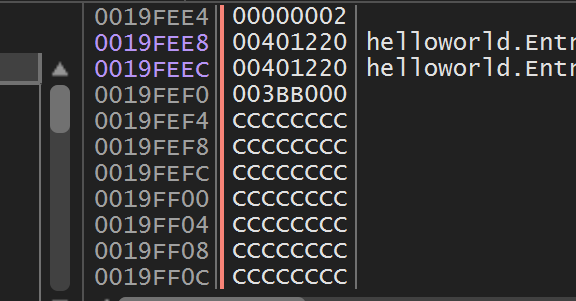 0019FEE4 00000002
0019FEE8 00401220 helloworld.Entr
0019FEEC 00401220 helloworld.Entr
0019FEF0 003BB000
0019FEF4 CCCCCCCC
0019FEF8 CCCCCCCC
0019FEFC CCCCCCCC
0019FF00 CCCCCCCC
0019FF04 CCCCCCCC
0019FF08 CCCCCCCC
0019FF0C CCCCCCCC